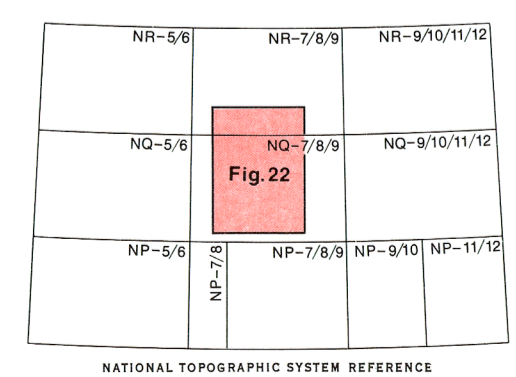 NR-5/6
NR-7/8/9
NR-9/10/11/12
NQ-5/6
NQ-7/8/9
NQ-9/10/11/12
Fig. 22
NP-5/6
NP-7/8
NP-7/8/9
NP-9/10
NP-11/12
NATIONAL TOPOGRAPHIC SYSTEM REFERENCE